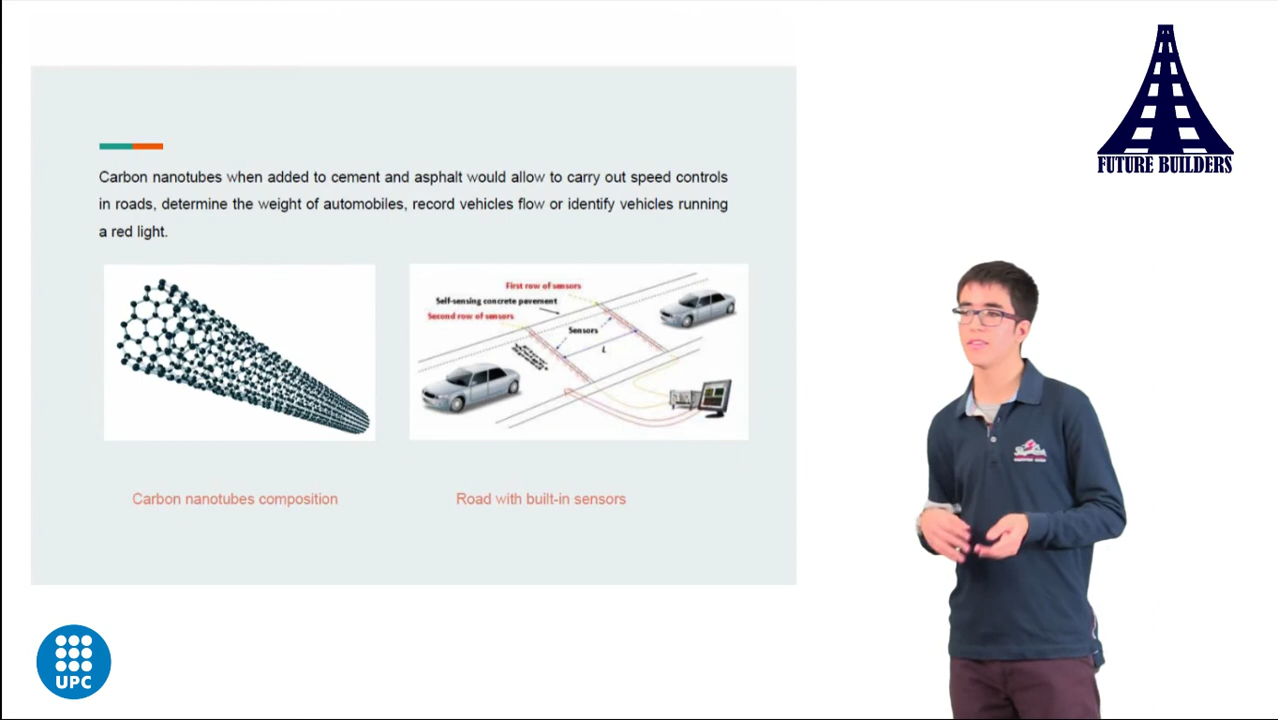 FUTURE BUILDERS
Carbon nanotubes when added to cement and asphalt would allow to carry out speed controls
in roads, determine the weight of automobiles, record vehicles flow or identify vehicles running
a red light.
First row of sensors
Self-sensing concrete pavement
Second row of sensors
Sensors
L
Carbon nanotubes composition
Road with built-in sensors
UPC